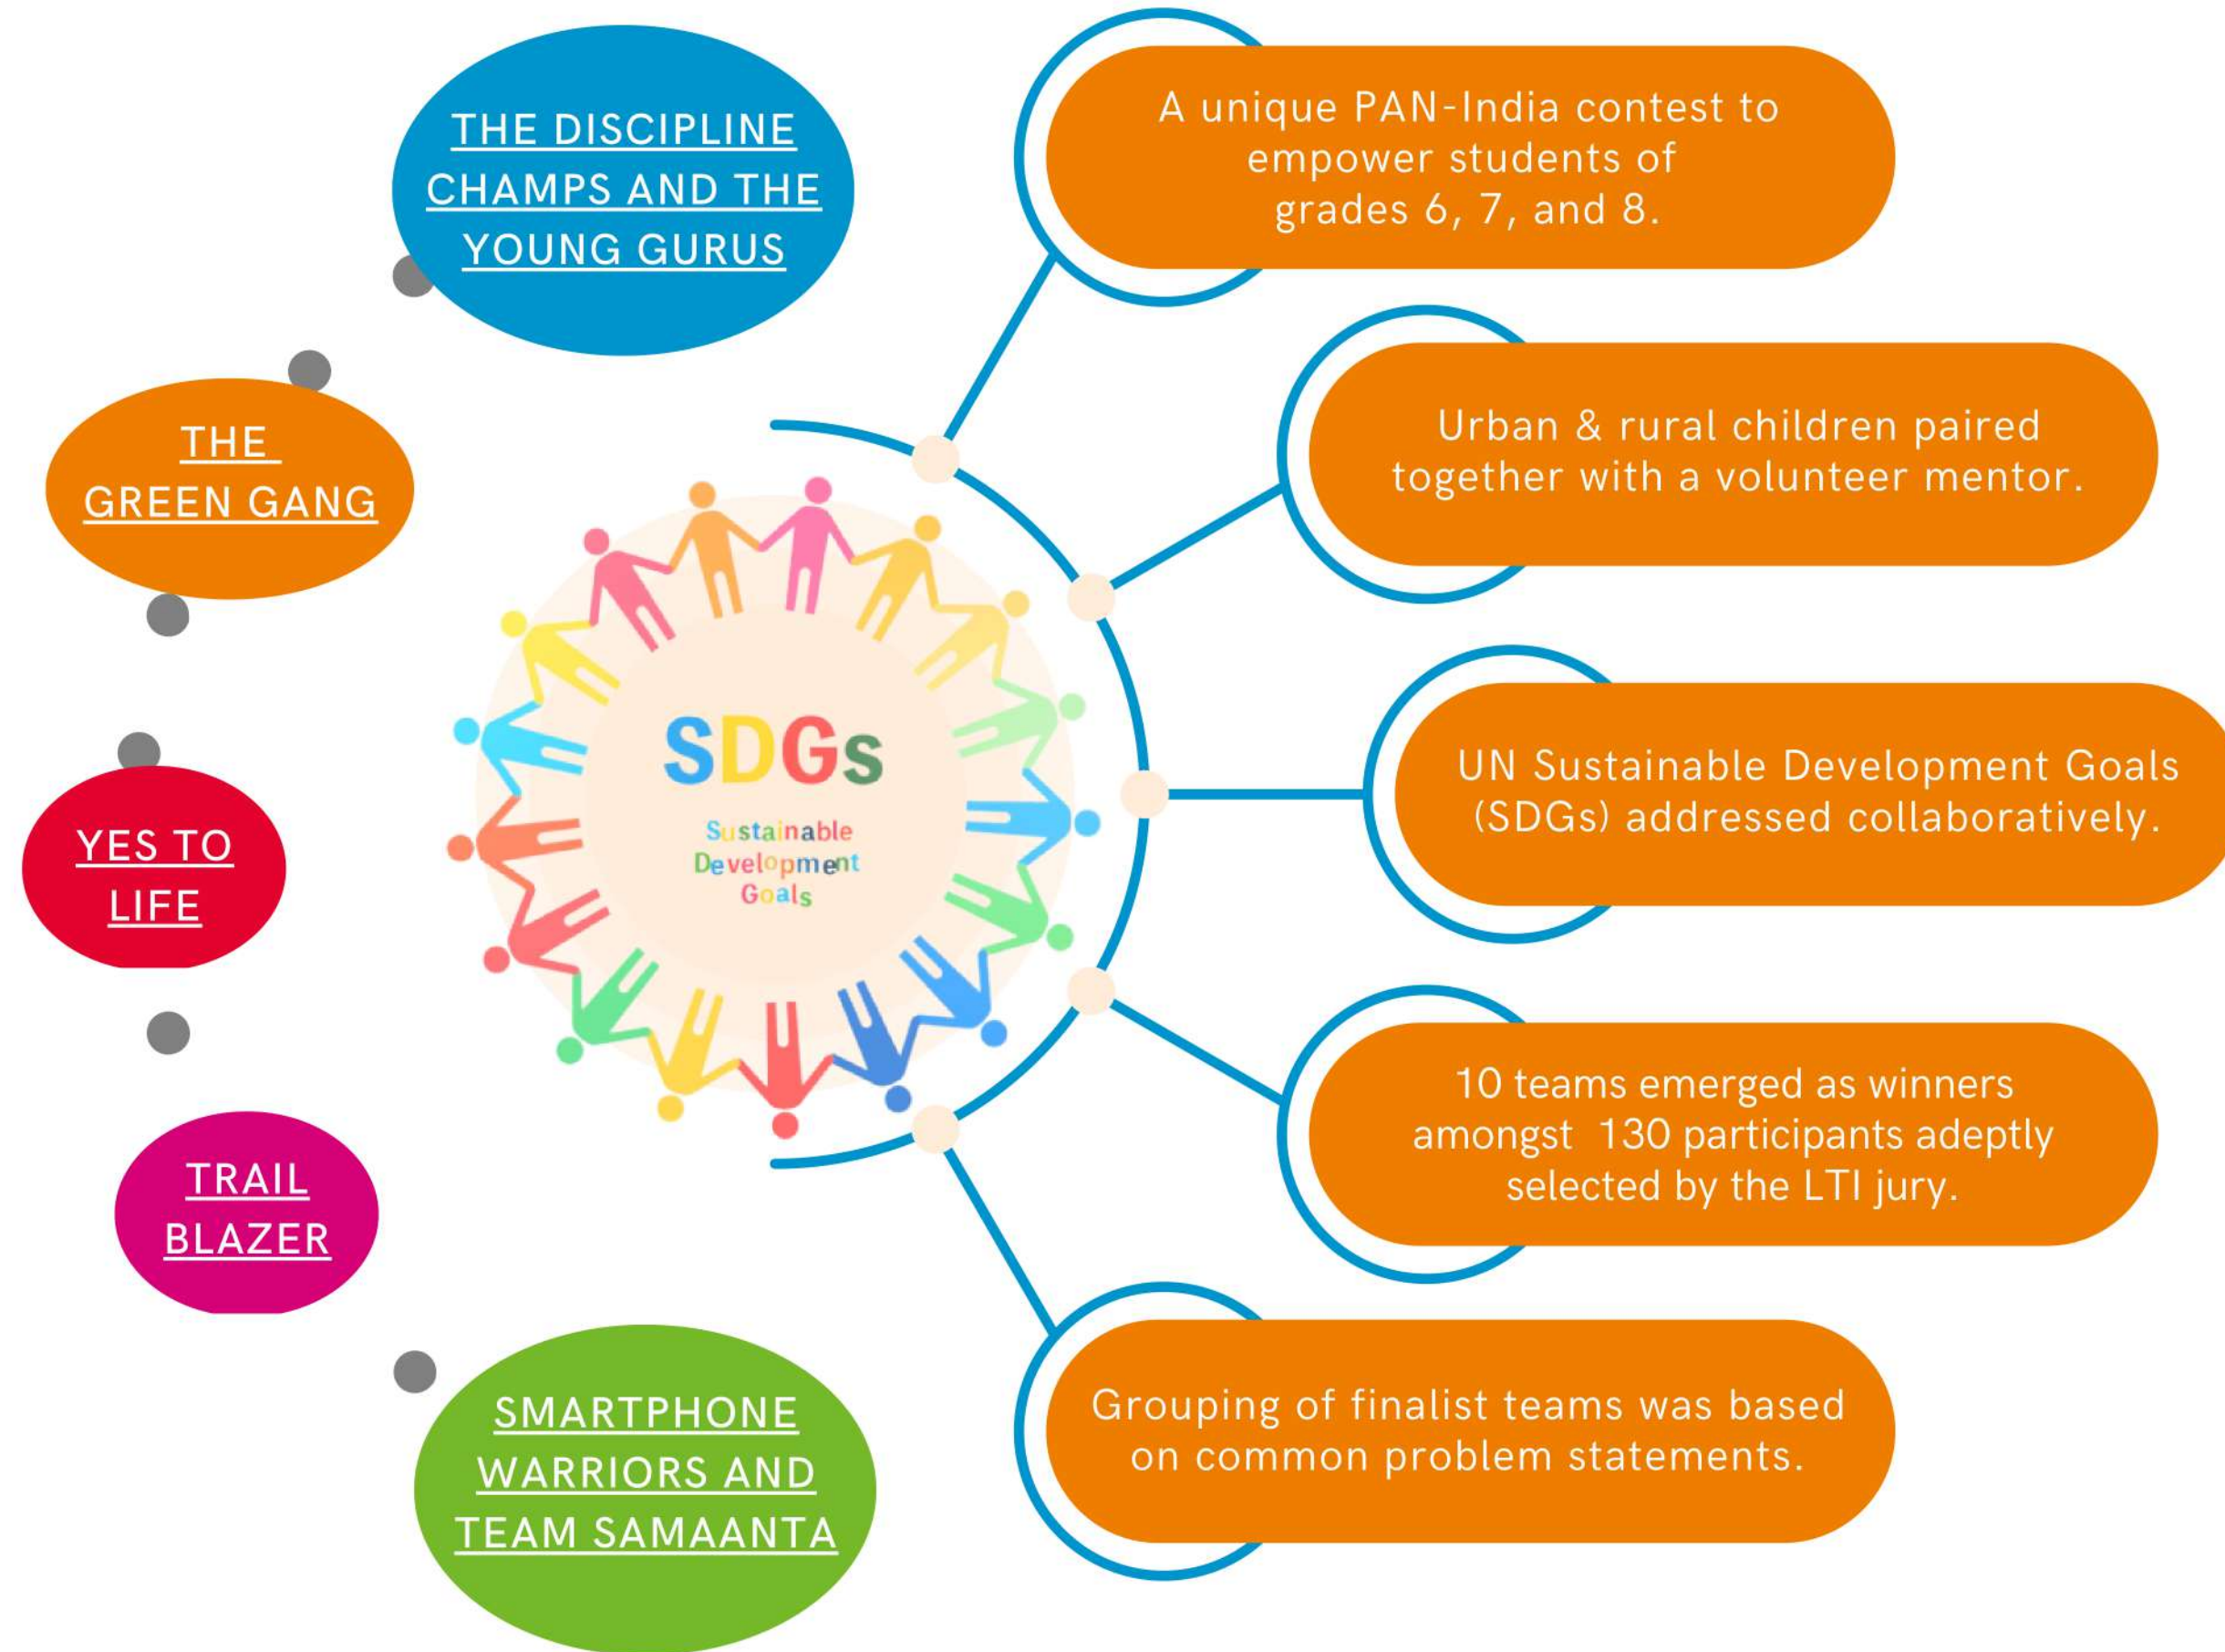 THE DISCIPLINE
CHAMPS AND THE
YOUNG GURUS
THE
GREEN GANG
YES TO
LIFE
TRAIL
BLAZER
SMARTPHONE
WARRIORS AND
TEAM SAMAANTA
SDGs
Sustainable
Development
Goals
A unique PAN-India contest to
empower students of
grades 6, 7, and 8.
Urban & rural children paired
together with a volunteer mentor.
UN Sustainable Development Goals
(SDGs) addressed collaboratively.
10 teams emerged as winners
amongst 130 participants adeptly
selected by the LTI jury.
Grouping of finalist teams was based
on common problem statements.